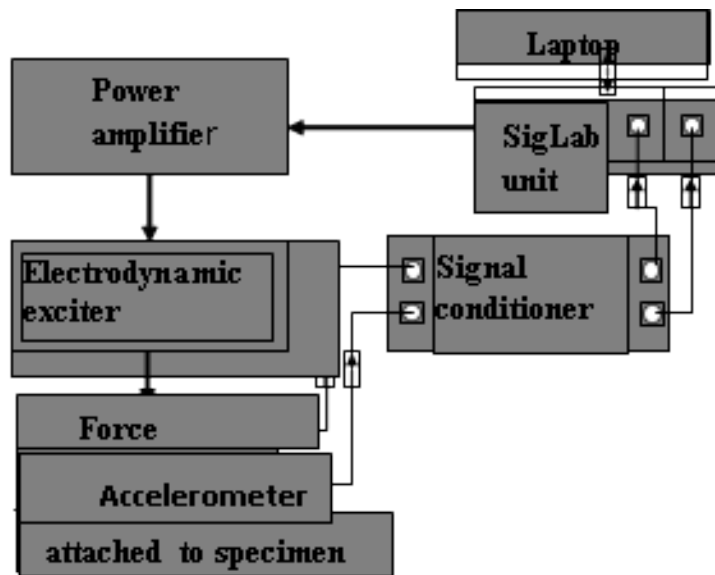 Laptop
Power
amplifier
SigLab
unit
Electrodynamic
exciter
Signal
conditioner
Force
Accelerometer
attached to specimen